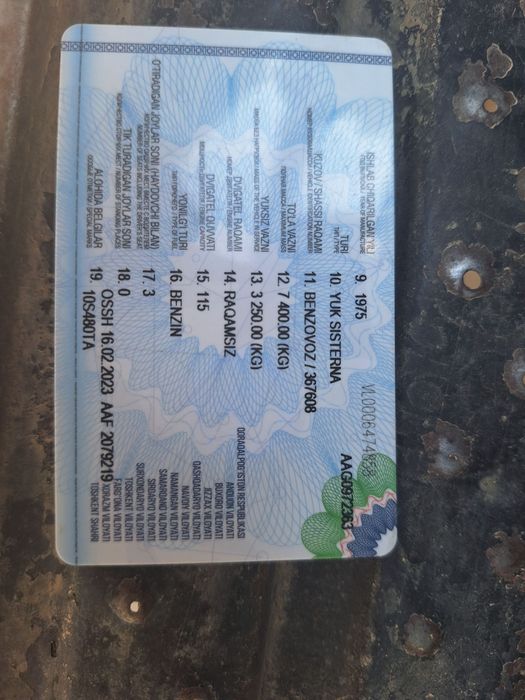 AAG0972363
ISHLAB CHIQARILGAN YILI
9. 1975
TURI
10. YUK SISTERNA
KUZOV / SHASSI RAQAMI
11. BENZOVOZ / 367608
TO'LA VAZNI
12. 7 400.00 (KG)
YUKSIZ VAZNI
13. 3 250.00 (KG)
DVIGATEL RAQAMI
14. RAQAMSIZ
DVIGATEL QUVVATI
15. 115
YONILG'I TURI
16. BENZIN
O'TIRADIGAN JOYLAR SONI (HAYDOVCHI BILAN)
17. 3
TIK TURADIGAN JOYLAR SONI
18. 0
ALOHIDA BELGILAR
19. OSSH 16.02.2023 AAF 2079219
10S480TA
QORAQALPOG'ISTON RESPUBLIKASI
ANDIJON VILOYATI
BUXORO VILOYATI
JIZZAX VILOYATI
QASHQADARYO VILOYATI
NAVOIY VILOYATI
NAMANGAN VILOYATI
SAMARQAND VILOYATI
SIRDARYO VILOYATI
SURXONDARYO VILOYATI
TOSHKENT VILOYATI
FARG'ONA VILOYATI
XORAZM VILOYATI
TOSHKENT SHAHRI